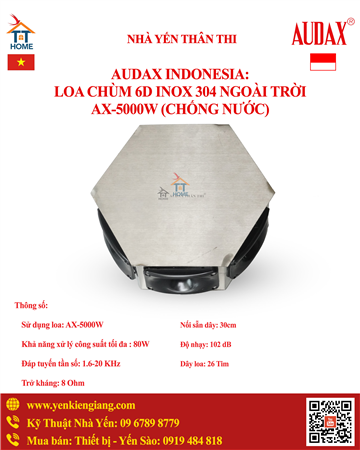 HOME
NHÀ YẾN THÂN THI
AUDAX®
AUDAX INDONESIA:
LOA CHÙM 6D INOX 304 NGOÀI TRỜI
AX-5000W (CHỐNG NƯỚC)
HOME
Thông số:
Sử dụng loa: AX-5000W
Nối sẵn dây: 30cm
Khả năng xử lý công suất tối đa : 80W
Độ nhạy: 102 dB
Đáp tuyến tần số: 1.6-20 KHz
Dây loa: 26 Tim
Trở kháng: 8 Ohm
www.yenkiengiang.com
Kỹ Thuật Nhà Yến: 09 6789 8779
Mua bán: Thiết bị - Yến Sào: 0919 484 818